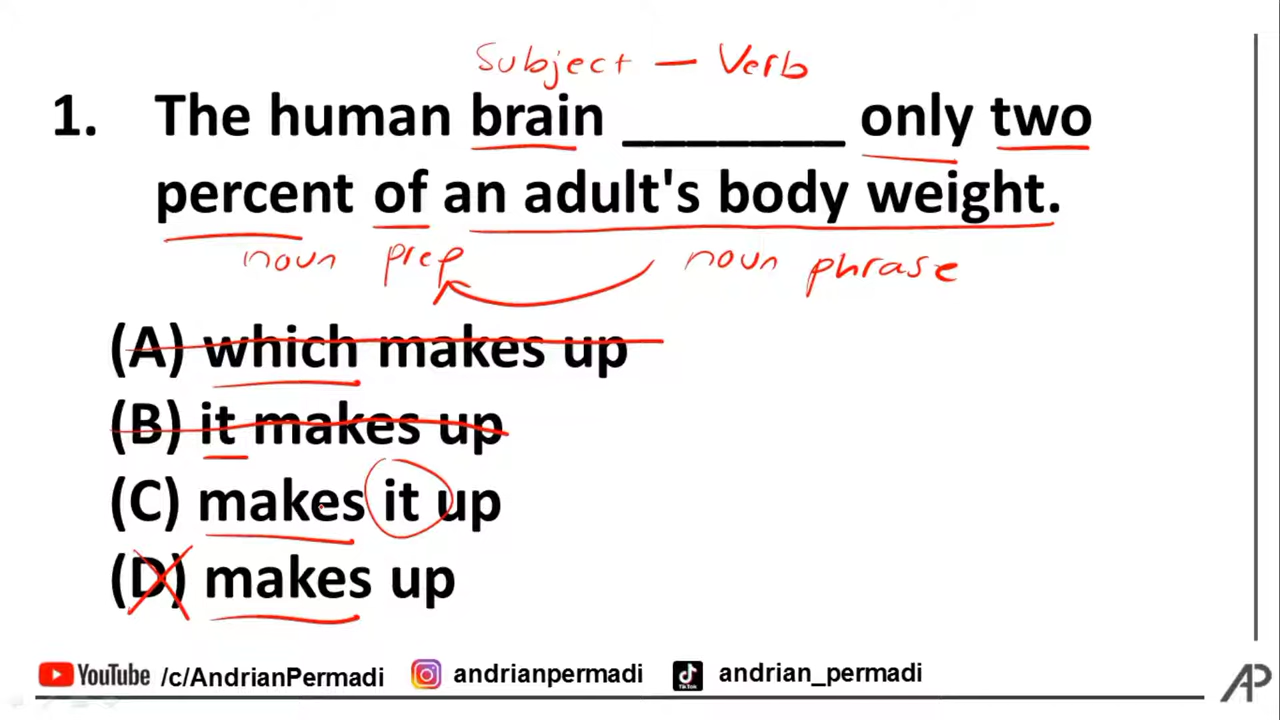 Subject — Verb
1. The human brain ________ only two
percent of an adult's body weight.
noun prep noun phrase
(A) which makes up
(B) it makes up
(C) makes it up
(D) makes up
YouTube /c/AndrianPermadi andrianpermadi TikTok andrian_permadi AP